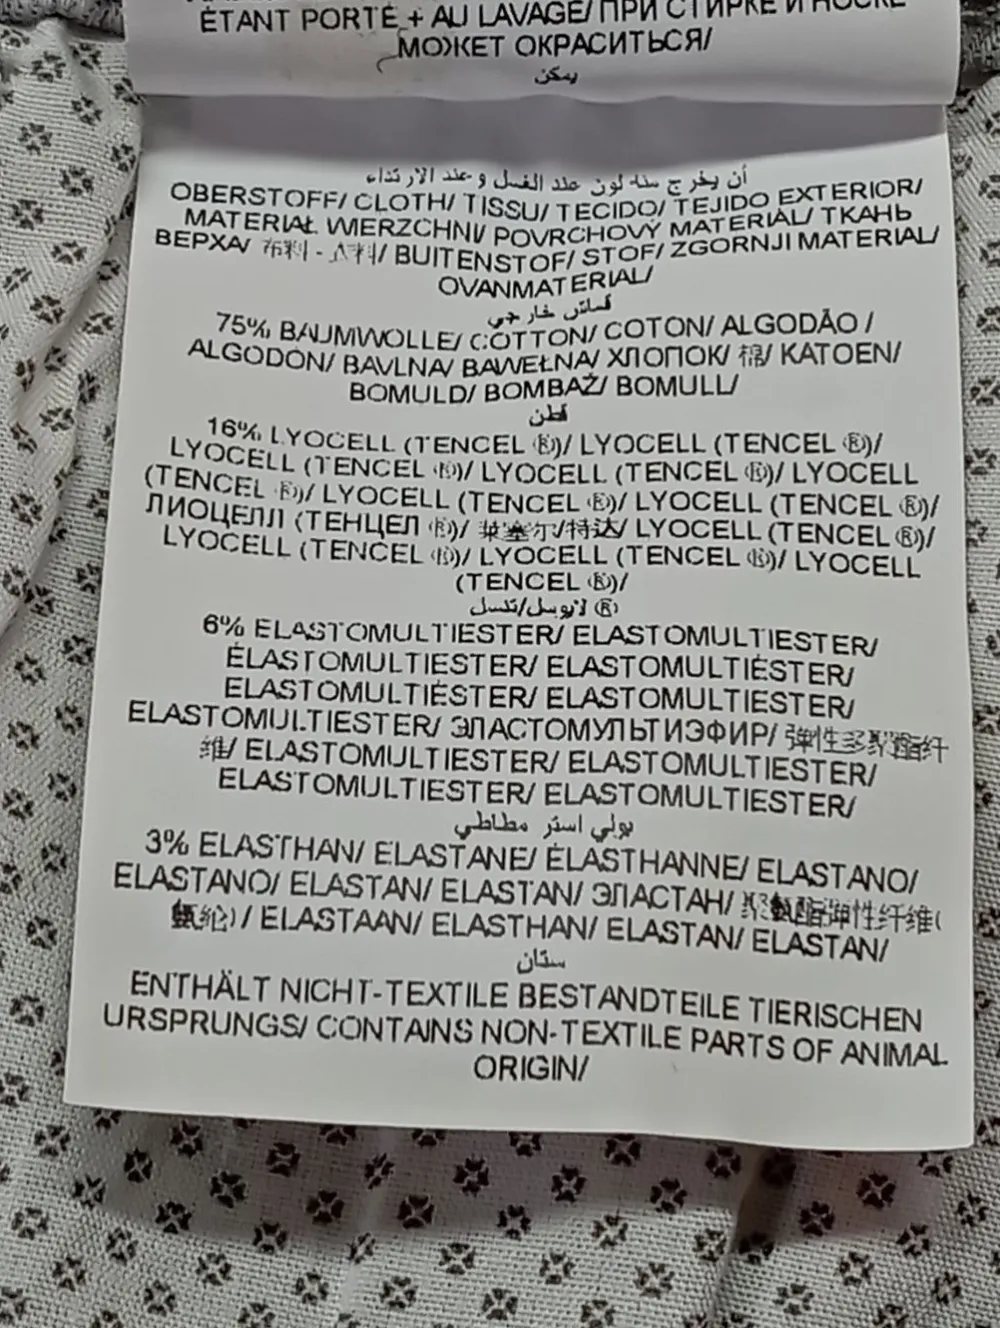 ÉTANT PORTÉ + AU LAVAGE/ ПРИ СТИРКЕ И НОСКЕ
МОЖЕТ ОКРАСИТЬСЯ/
يمكن
أن يخرج منه لون عند الغسل و عند الارتداء
OBERSTOFF/ CLOTH/ TISSU/ TECIDO/ TEJIDO EXTERIOR/
MATERIAŁ WIERZCHNI/ POVRCHOVÝ MATERIÁL/ ТКАНЬ
ВЕРХА/ 布料 - 衣料/ BUITENSTOF/ STOF/ ZGORNJI MATERIAL/
OVANMATERIAL/
قماش خارجي
75% BAUMWOLLE/ COTTON/ COTON/ ALGODÃO /
ALGODON/ BAVLNA/ BAWEŁNA/ ХЛОПОК/ 棉/ KATOEN/
BOMULD/ BOMBAŽ/ BOMULL/
قطن
16% LYOCELL (TENCEL ®)/ LYOCELL (TENCEL ®)/
LYOCELL (TENCEL ®)/ LYOCELL (TENCEL ®)/ LYOCELL
(TENCEL ®)/ LYOCELL (TENCEL ®)/ LYOCELL (TENCEL ®)/
ЛИОЦЕЛЛ (ТЕНЦЕЛ ®)/ 莱塞尔/特达/ LYOCELL (TENCEL ®)/
LYOCELL (TENCEL ®)/ LYOCELL (TENCEL ®)/ LYOCELL
(TENCEL ®)/
لايوسل/تنسل ®
6% ELASTOMULTIESTER/ ELASTOMULTIESTER/
ÉLASTOMULTIESTER/ ELASTOMULTIÉSTER/
ELASTOMULTIÉSTER/ ELASTOMULTIESTER/
ELASTOMULTIESTER/ ЭЛАСТОМУЛЬТИЭФИР/ 弹性多聚酯纤
维/ ELASTOMULTIESTER/ ELASTOMULTIESTER/
ELASTOMULTIESTER/ ELASTOMULTIESTER/
بولي استر مطاطي
3% ELASTHAN/ ELASTANE/ ÉLASTHANNE/ ELASTANO/
ELASTANO/ ELASTAN/ ELASTAN/ ЭЛАСТАН/ 聚氨酯弹性纤维(
氨纶) / ELASTAAN/ ELASTHAN/ ELASTAN/ ELASTAN/
ستان
ENTHÄLT NICHT-TEXTILE BESTANDTEILE TIERISCHEN
URSPRUNGS/ CONTAINS NON-TEXTILE PARTS OF ANIMAL
ORIGIN/